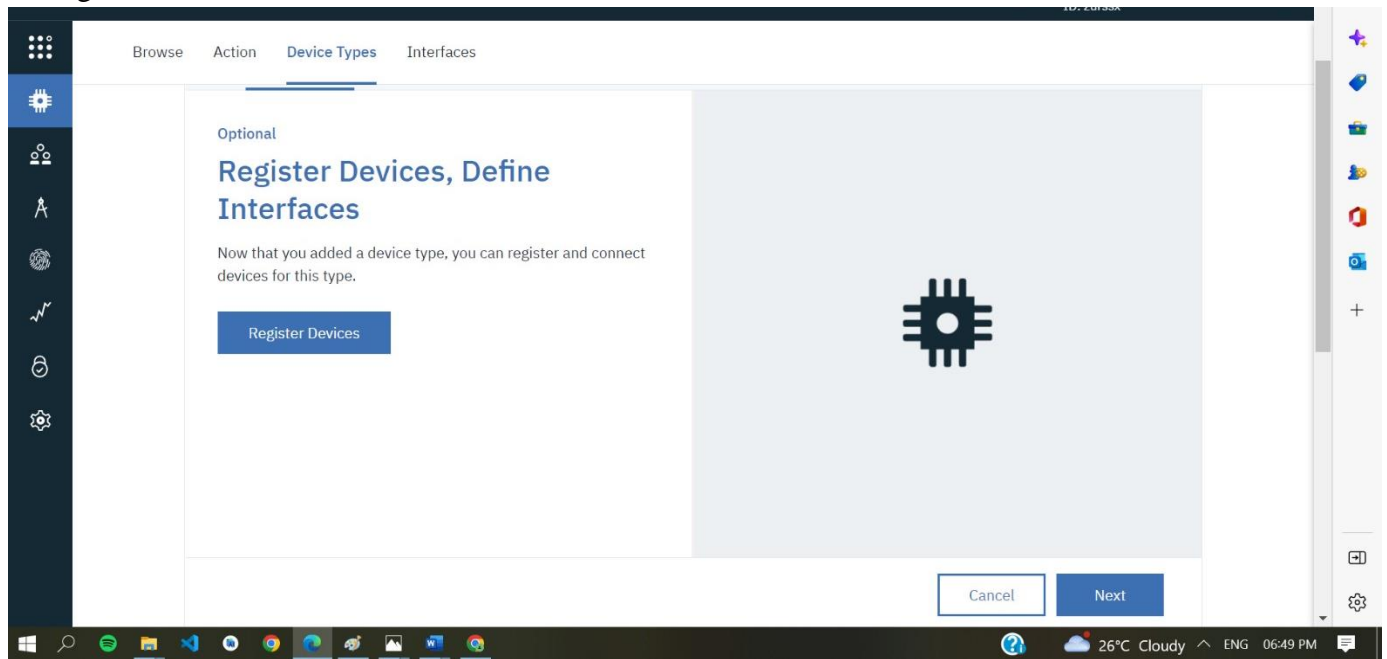 Browse Action Device Types Interfaces
Optional
Register Devices, Define
Interfaces
Now that you added a device type, you can register and connect
devices for this type.
Register Devices
Cancel Next
26°C Cloudy ENG 06:49 PM